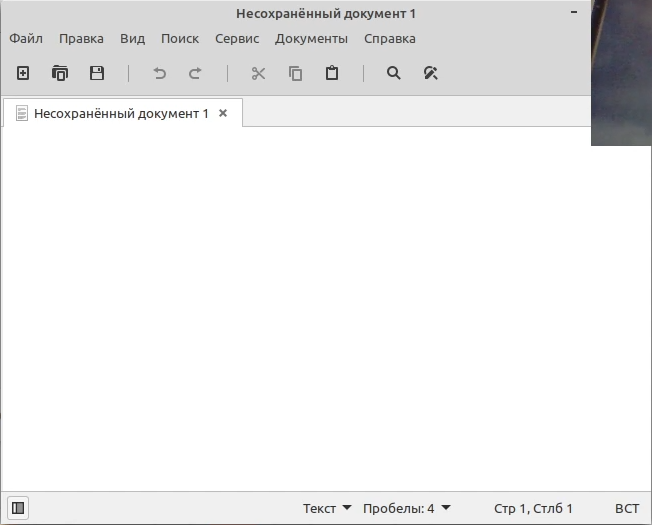 Несохранённый документ 1
Файл Правка Вид Поиск Сервис Документы Справка
Несохранённый документ 1
Текст Пробелы: 4 Стр 1, Стлб 1 ВСТ